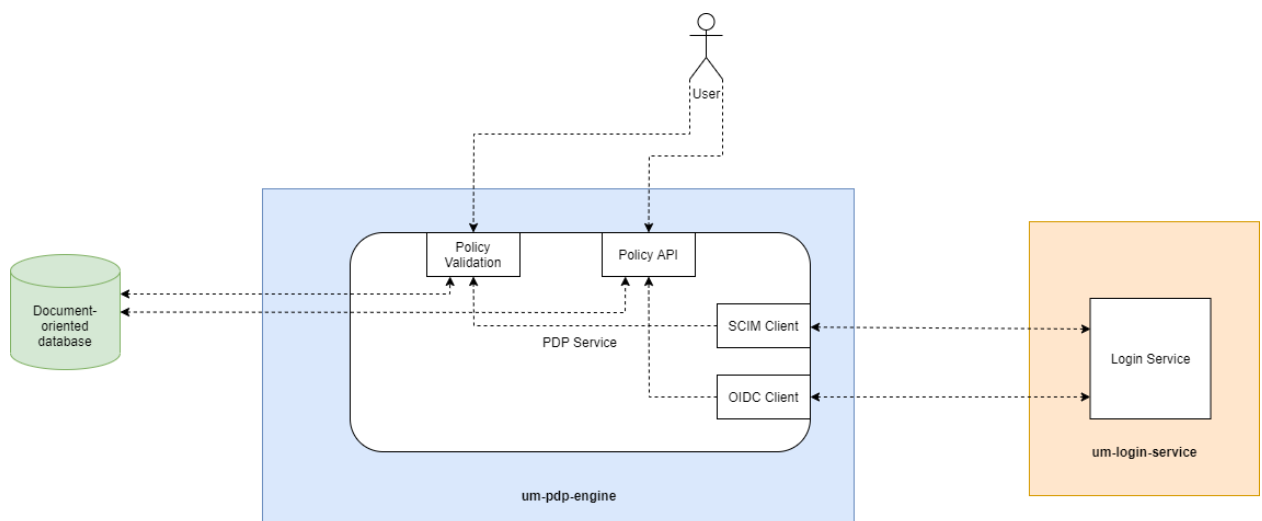 User
Policy
Validation
Policy API
Document-
oriented
database
SCIM Client
PDP Service
Login Service
OIDC Client
um-login-service
um-pdp-engine